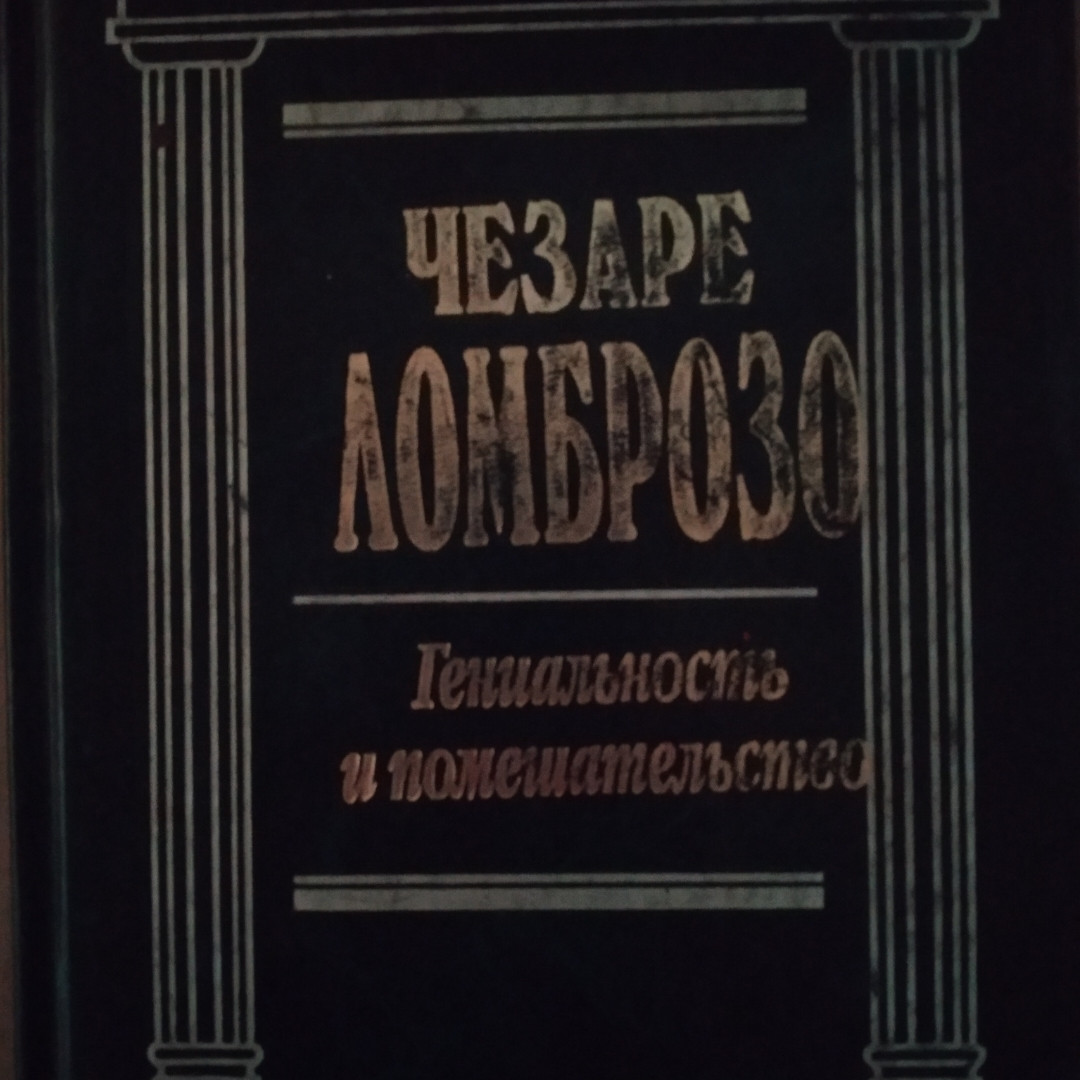 ЧЕЗАРЕ
ЛОМБРОЗО
Гениальность
и помешательство